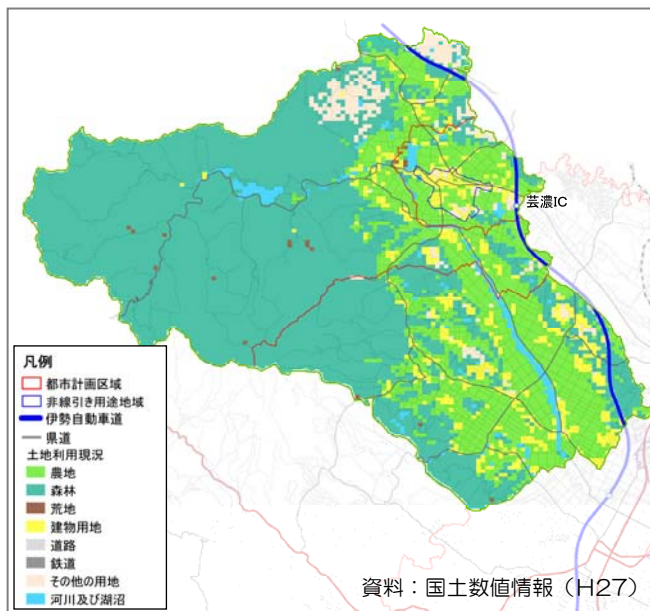 芸濃IC
凡例
都市計画区域
非線引き用途地域
伊勢自動車道
県道
土地利用現況
農地
森林
荒地
建物用地
道路
鉄道
その他の用地
河川及び湖沼
資料：国土数値情報（H27）